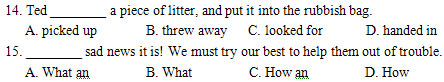 14. Ted________ a piece of litter, and put it into the rubbish bag.
A. picked up B. threw away C. looked for D. handed in
15. ________ sad news it is! We must try our best to help them out of trouble.
A. What an B. What C. How an D. How